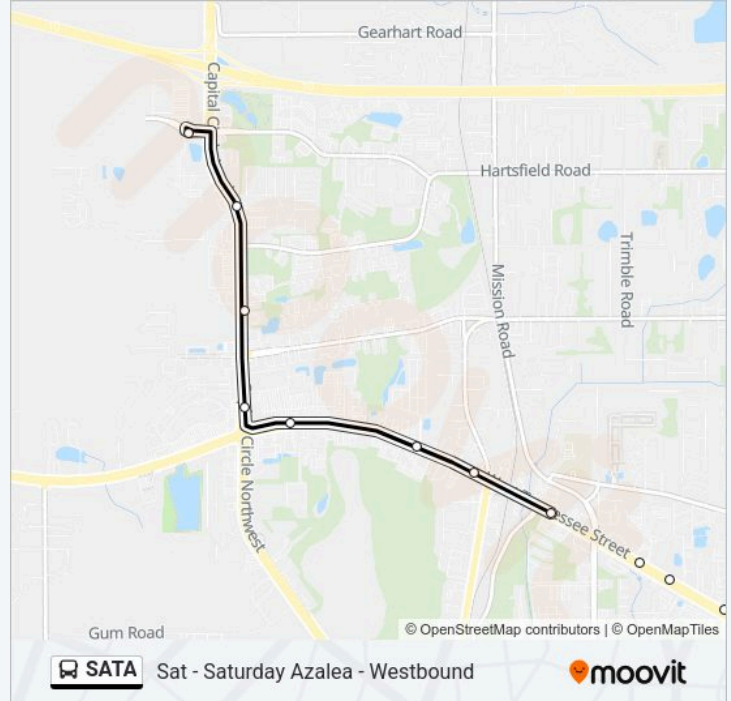 Gearhart Road
Capital C
Hartsfield Road
Trimble Road
Mission Road
Circle Northwest
essee Street
Gum Road
© OpenStreetMap contributors | © OpenMapTiles
SATA Sat - Saturday Azalea - Westbound
moovit